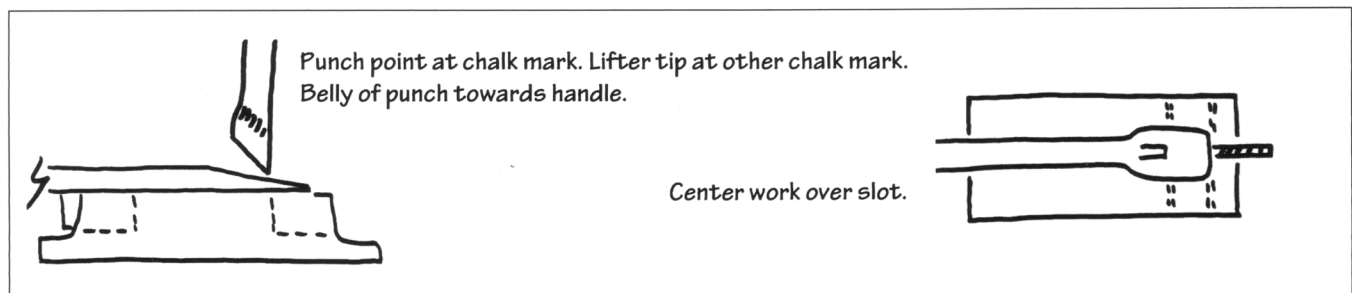 Punch point at chalk mark. Lifter tip at other chalk mark.
Belly of punch towards handle.
Center work over slot.